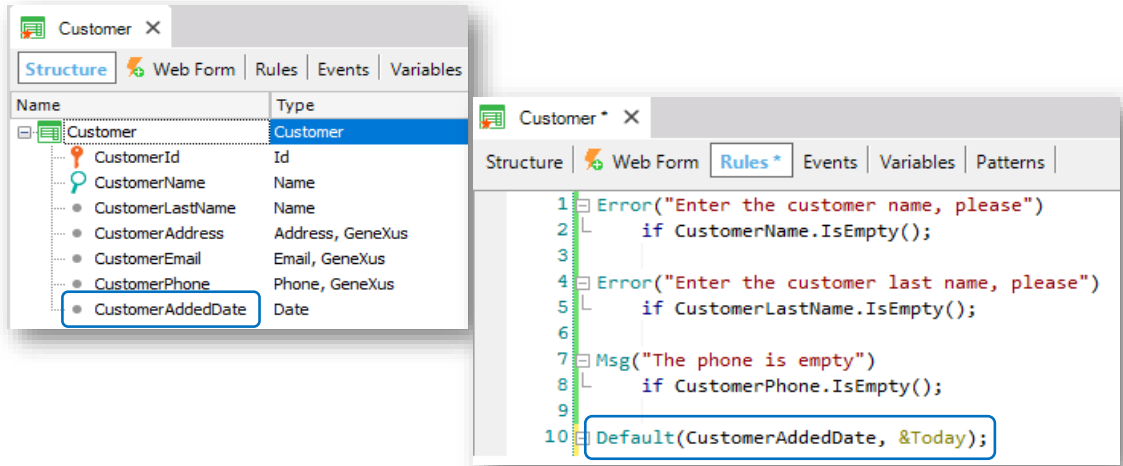 Customer
Structure Web Form Rules Events Variables
Name Type
Customer Customer
CustomerId Id
CustomerName Name
CustomerLastName Name
CustomerAddress Address, GeneXus
CustomerEmail Email, GeneXus
CustomerPhone Phone, GeneXus
CustomerAddedDate Date
Customer *
Structure Web Form Rules * Events Variables Patterns
1 Error("Enter the customer name, please")
2 if CustomerName.IsEmpty();
3
4 Error("Enter the customer last name, please")
5 if CustomerLastName.IsEmpty();
6
7 Msg("The phone is empty")
8 if CustomerPhone.IsEmpty();
9
10 Default(CustomerAddedDate, &Today);